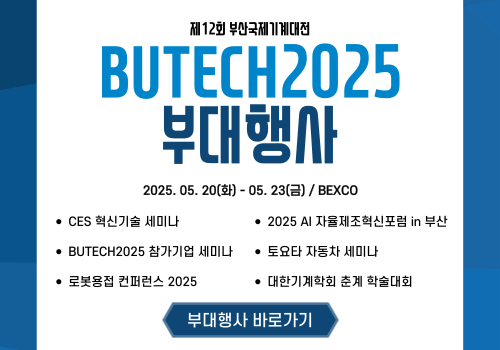 제12회 부산국제기계대전
BUTECH2025
부대행사
2025. 05. 20(화) - 05. 23(금) / BEXCO
• CES 혁신기술 세미나
• BUTECH2025 참가기업 세미나
• 로봇용접 컨퍼런스 2025
• 2025 AI 자율제조혁신포럼 in 부산
• 토요타 자동차 세미나
• 대한기계학회 춘계 학술대회
부대행사 바로가기